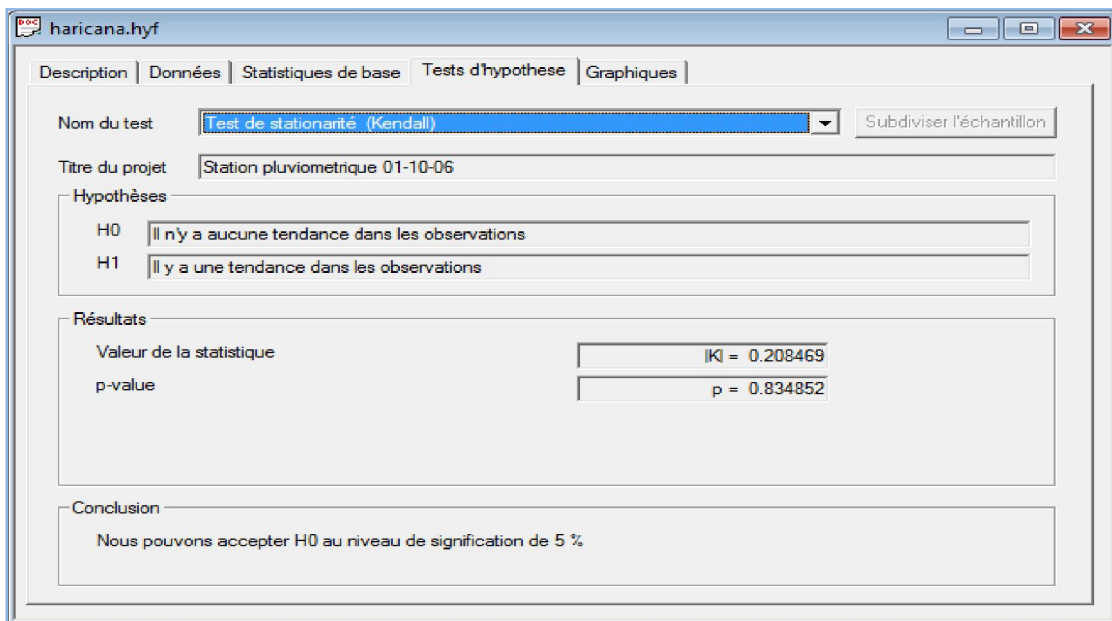 haricana.hyf
Description | Données | Statistiques de base | Tests d'hypothese | Graphiques
Nom du test Test de stationarité (Kendall) Subdiviser l'échantillon
Titre du projet Station pluviometrique 01-10-06
Hypothèses
H0 Il n'y a aucune tendance dans les observations
H1 Il y a une tendance dans les observations
Résultats
Valeur de la statistique |K| = 0.208469
p-value p = 0.834852
Conclusion
Nous pouvons accepter H0 au niveau de signification de 5 %